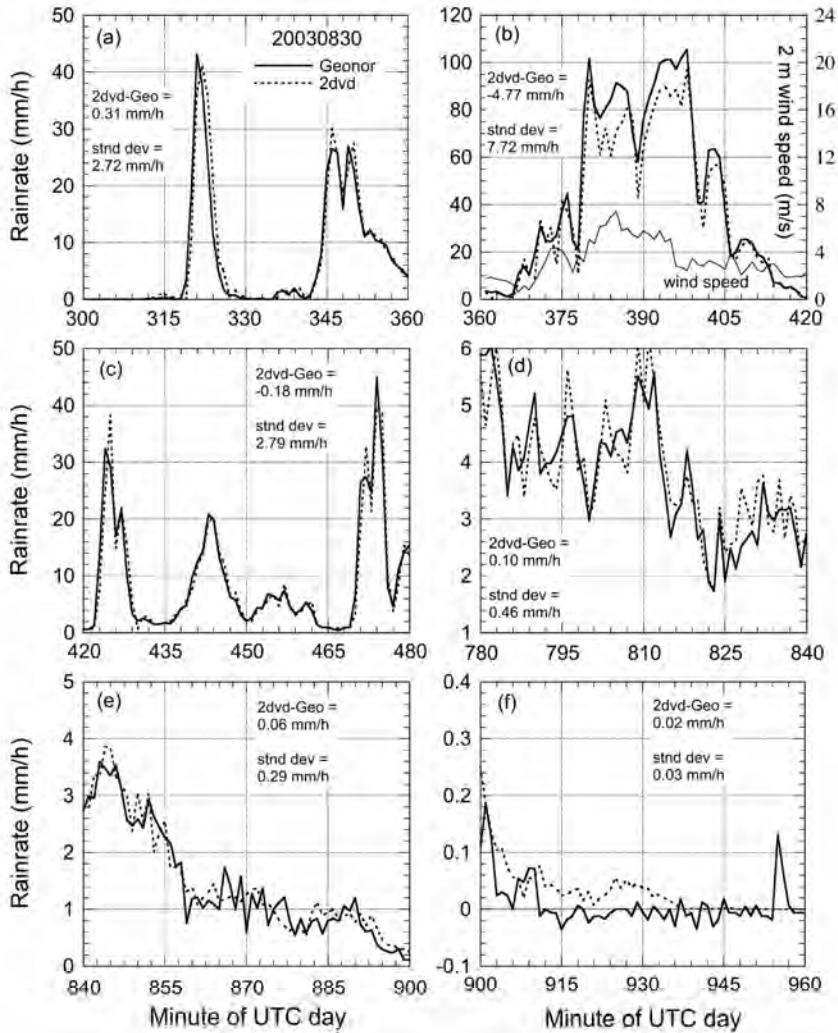 (a)
20030830
Geonor
2dvd
2dvd-Geo =
0.31 mm/h
stnd dev =
2.72 mm/h
Rainrate (mm/h)
50
40
30
20
10
0
300
315
330
345
360
(b)
2dvd-Geo =
-4.77 mm/h
stnd dev =
7.72 mm/h
wind speed
120
100
80
60
40
20
0
24
20
16
12
8
4
0
2 m wind speed (m/s)
360
375
390
405
420
(c)
2dvd-Geo =
-0.18 mm/h
stnd dev =
2.79 mm/h
Rainrate (mm/h)
50
40
30
20
10
0
420
435
450
465
480
(d)
2dvd-Geo =
0.10 mm/h
stnd dev =
0.46 mm/h
6
5
4
3
2
1
780
795
810
825
840
(e)
2dvd-Geo =
0.06 mm/h
stnd dev =
0.29 mm/h
Rainrate (mm/h)
5
4
3
2
1
0
840
855
870
885
900
Minute of UTC day
(f)
2dvd-Geo =
0.02 mm/h
stnd dev =
0.03 mm/h
0.4
0.3
0.2
0.1
0
-0.1
900
915
930
945
960
Minute of UTC day